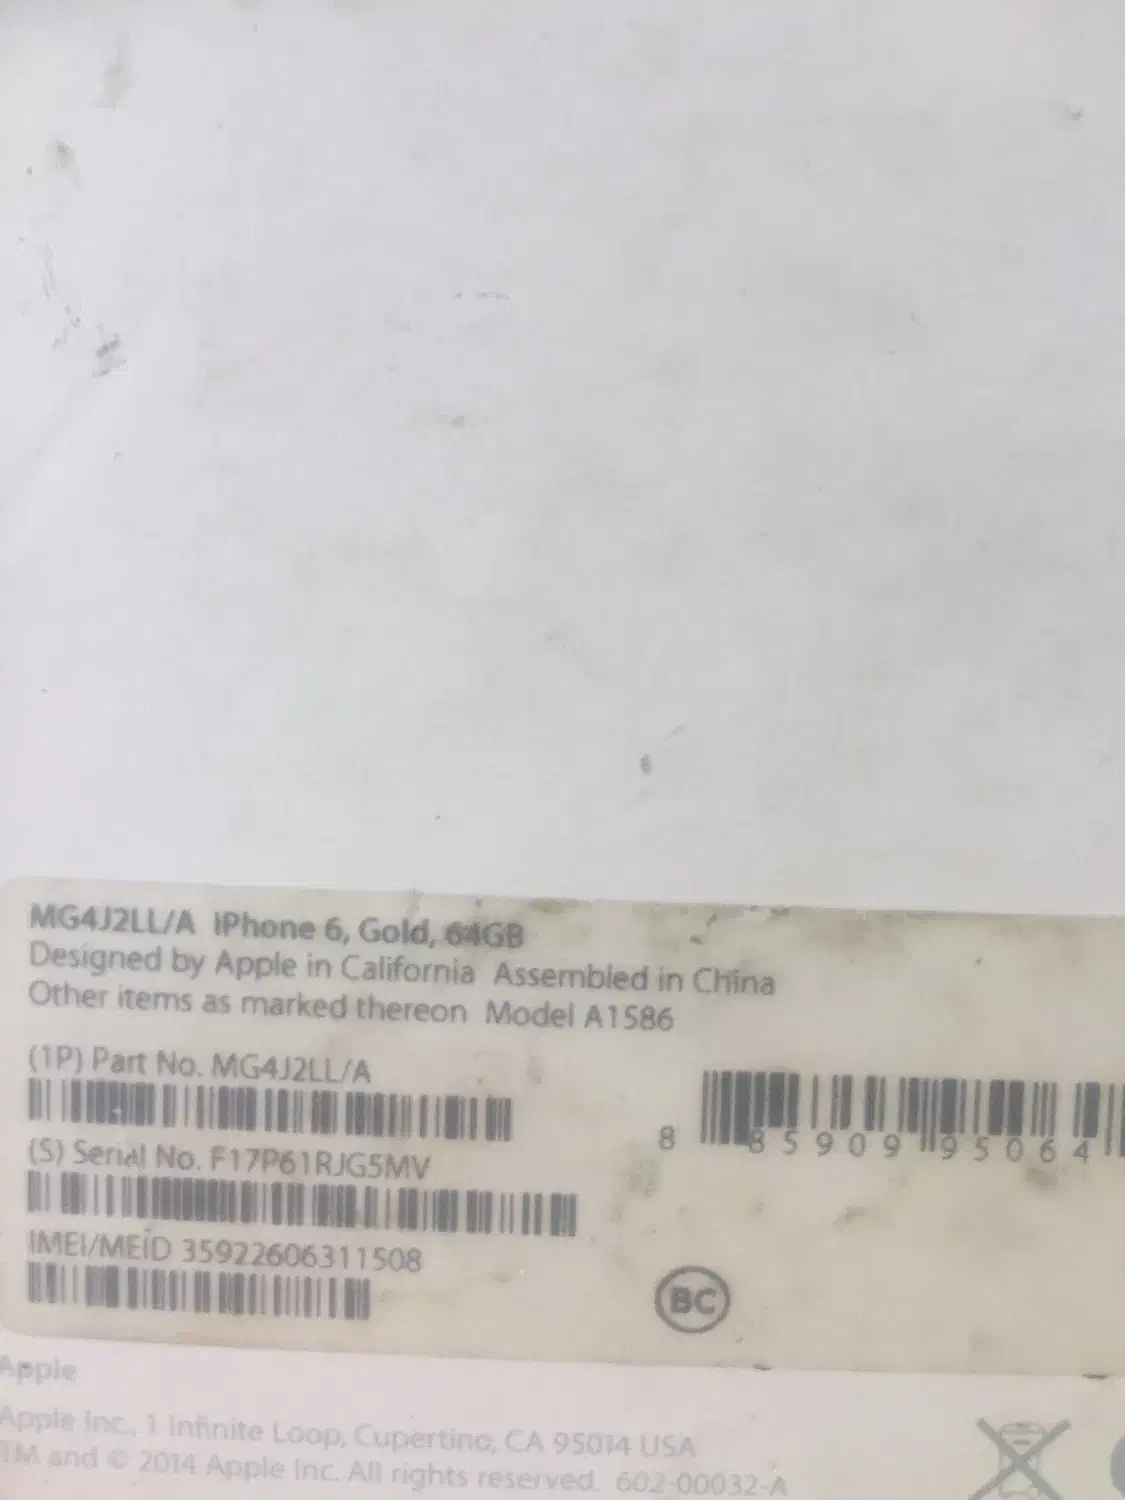 MG4J2LL/A iPhone 6, Gold, 64GB
Designed by Apple in California Assembled in China
Other items as marked thereon Model A1586
(1P) Part No. MG4J2LL/A
(S) Serial No. F17P61RJG5MV
8 85909 95064
IMEI/MEID 35922606311508
BC
Apple
Apple Inc., 1 Infinite Loop, Cupertino, CA 95014 USA
TM and © 2014 Apple Inc. All rights reserved. 602-00032-A